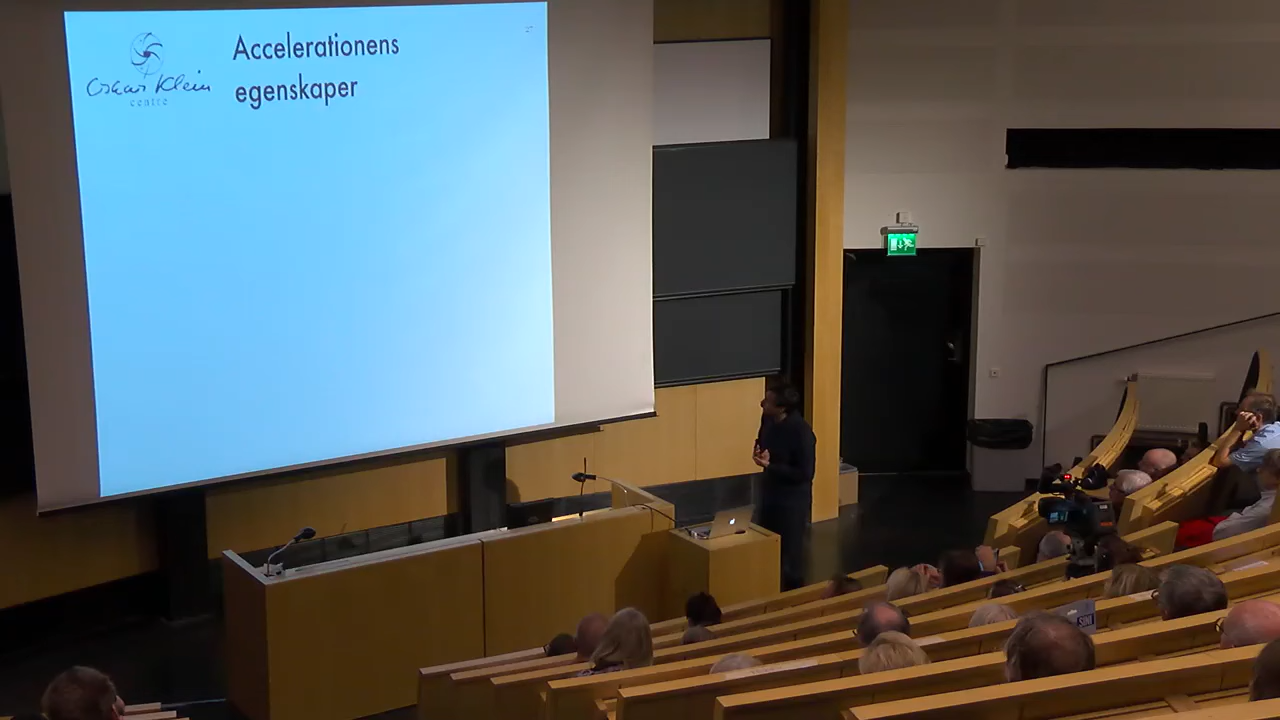 Oskar Klein
centre
Accelerationens
egenskaper